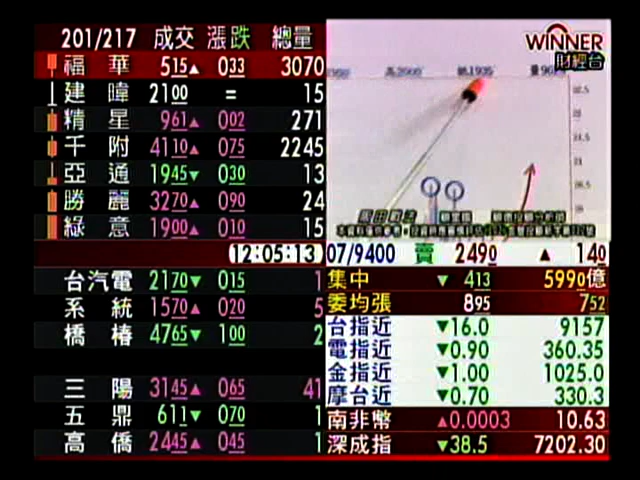 201/217 成交 漲跌 總量
福華 515▲ 033 3070
建暐 2100 = 15
精星 961▲ 002 271
千附 4110▲ 075 2245
亞通 1945▼ 030 13
勝麗 3270▲ 090 24
綠意 1900▲ 010 15
WINNER
財經台
12:05:13 07/9400 賣 2490 ▲ 140
台汽電 2170▼ 015 1
系統 1570▲ 020 5
橋椿 4765▼ 100 2
三陽 3145▲ 065 41
五鼎 611▼ 070 1
高僑 2445▲ 045 1
集中 ▼ 413 5990億
委均張 895 752
台指近 ▼16.0 9157
電指近 ▼0.90 360.35
金指近 ▼1.00 1025.0
摩台近 ▼0.70 330.3
南非幣 ▲0.0003 10.63
深成指 ▼38.5 7202.30